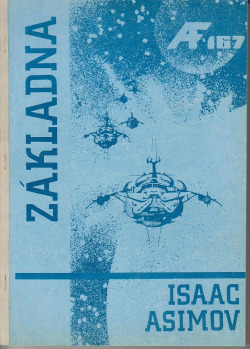 AF 167
ZÁKLADNA
ISAAC
ASIMOV